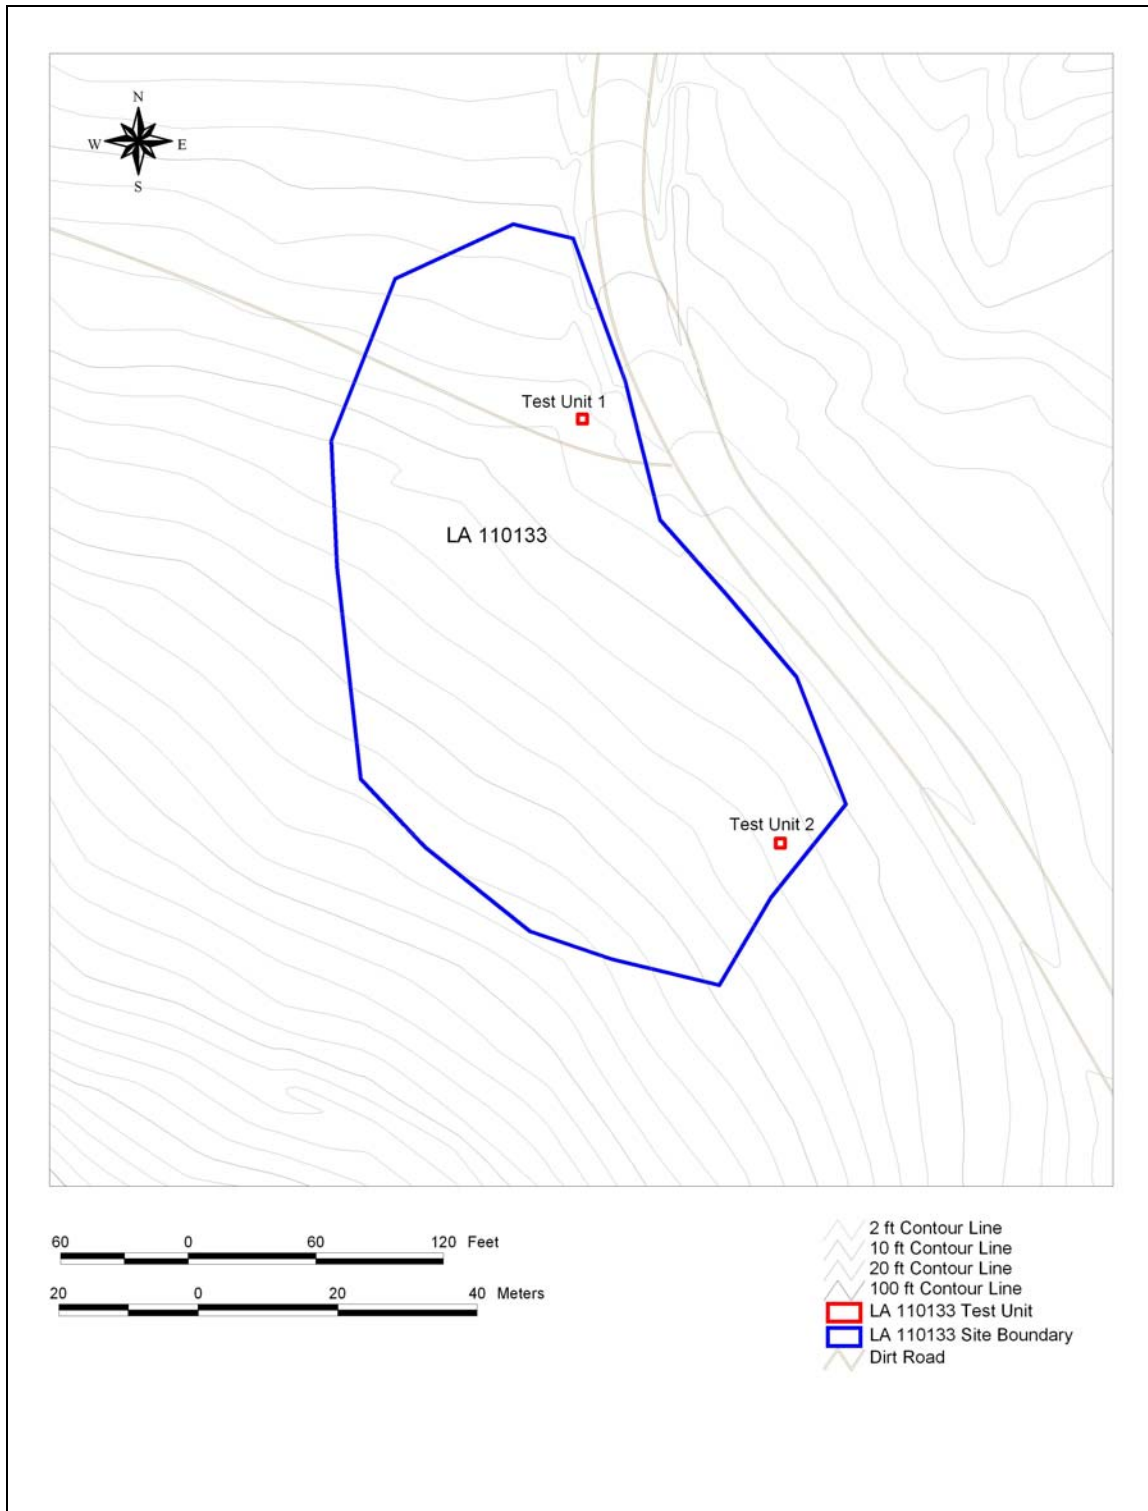 N
W E
S
Test Unit 1
LA 110133
Test Unit 2
60 0 60 120 Feet
20 0 20 40 Meters
2 ft Contour Line
10 ft Contour Line
20 ft Contour Line
100 ft Contour Line
LA 110133 Test Unit
LA 110133 Site Boundary
Dirt Road